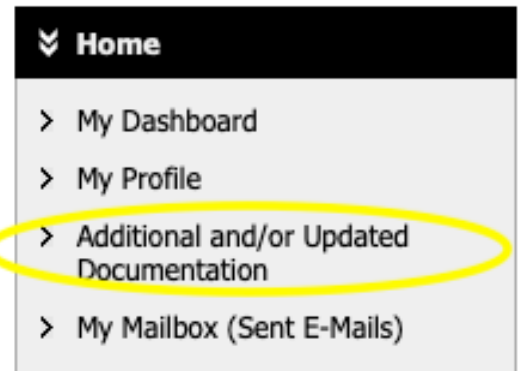 Home
My Dashboard
My Profile
Additional and/or Updated
Documentation
My Mailbox (Sent E-Mails)